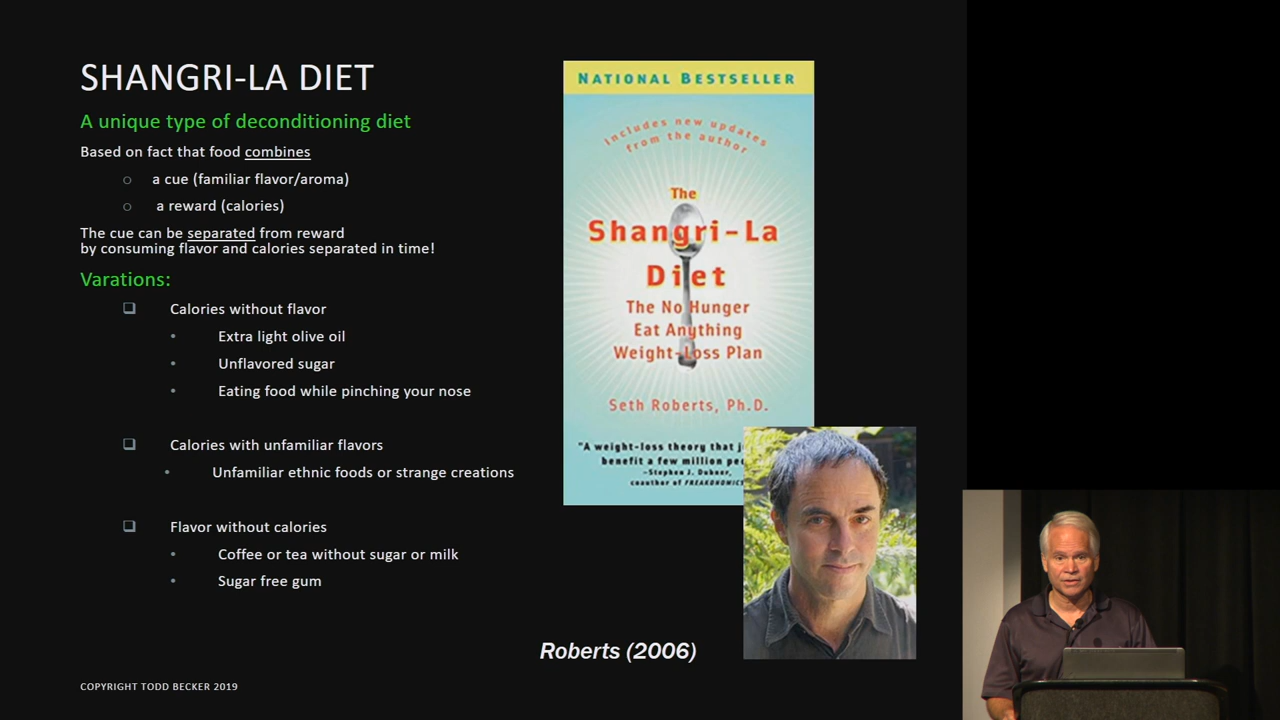 SHANGRI-LA DIET
A unique type of deconditioning diet
Based on fact that food combines
a cue (familiar flavor/aroma)
a reward (calories)
The cue can be separated from reward
by consuming flavor and calories separated in time!
Varations:
Calories without flavor
Extra light olive oil
Unflavored sugar
Eating food while pinching your nose
Calories with unfamiliar flavors
Unfamiliar ethnic foods or strange creations
Flavor without calories
Coffee or tea without sugar or milk
Sugar free gum
NATIONAL BESTSELLER
includes new updates
from the author
The
Shangri-La
Diet
The No Hunger
Eat Anything
Weight-Loss Plan
Seth Roberts, Ph.D.
"A weight-loss theory that
benefit a few million
-Stephen J. Dubner,
coauthor of FREAKONOMICS
Roberts (2006)
COPYRIGHT TODD BECKER 2019